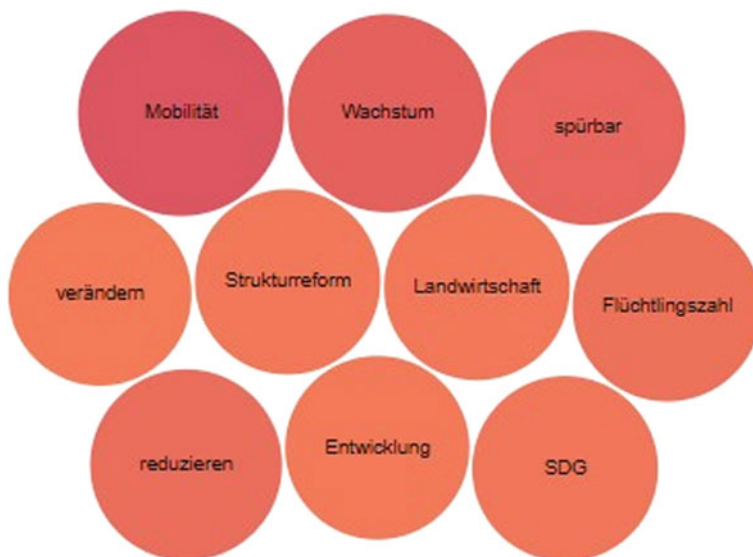 Mobilität
Wachstum
spürbar
verändern
Strukturreform
Landwirtschaft
Flüchtlingszahl
reduzieren
Entwicklung
SDG